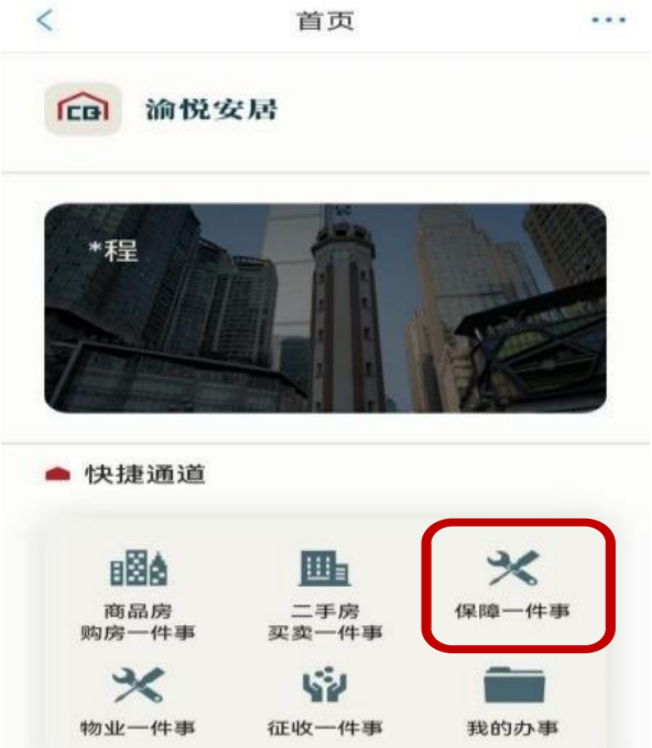 首页
CQ
渝悦安居
*程
快捷通道
商品房
购房一件事
二手房
买卖一件事
保障一件事
物业一件事
征收一件事
我的办事